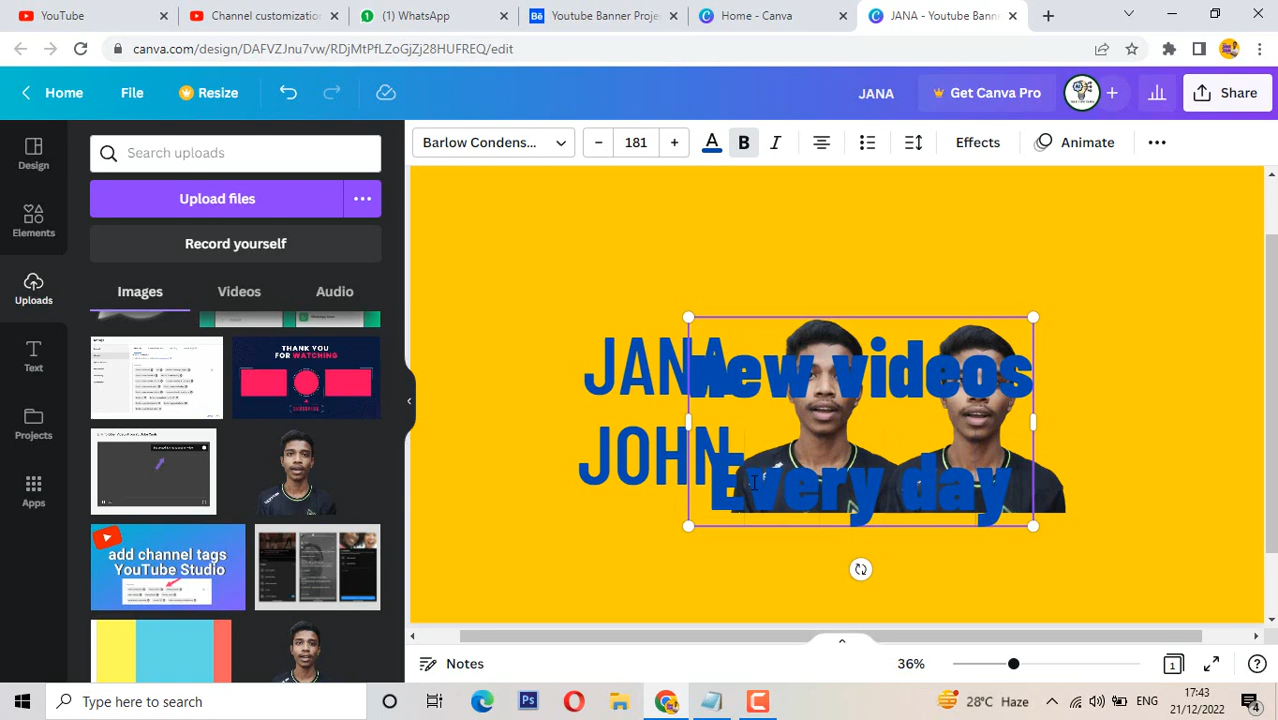 YouTube
Channel customization
(1) WhatsApp
Youtube Banner Proje
Home - Canva
JANA - Youtube Bann
canva.com/design/DAFVZJnu7vw/RDjMtPfLZoGjZj28HUFREQ/edit
Home
File
Resize
JANA
Get Canva Pro
Share
Search uploads
Barlow Condens...
181
A
B
I
Effects
Animate
Design
Upload files
Elements
Record yourself
Uploads
Images
Videos
Audio
Text
Projects
Apps
THANK YOU
FOR WATCHING
SUBSCRIBE
add channel tags
YouTube Studio
JANA
New videos
JOHN
Every day
Notes
36%
1
Type here to search
Ps
28°C Haze
ENG
17:43
21/12/2022
4